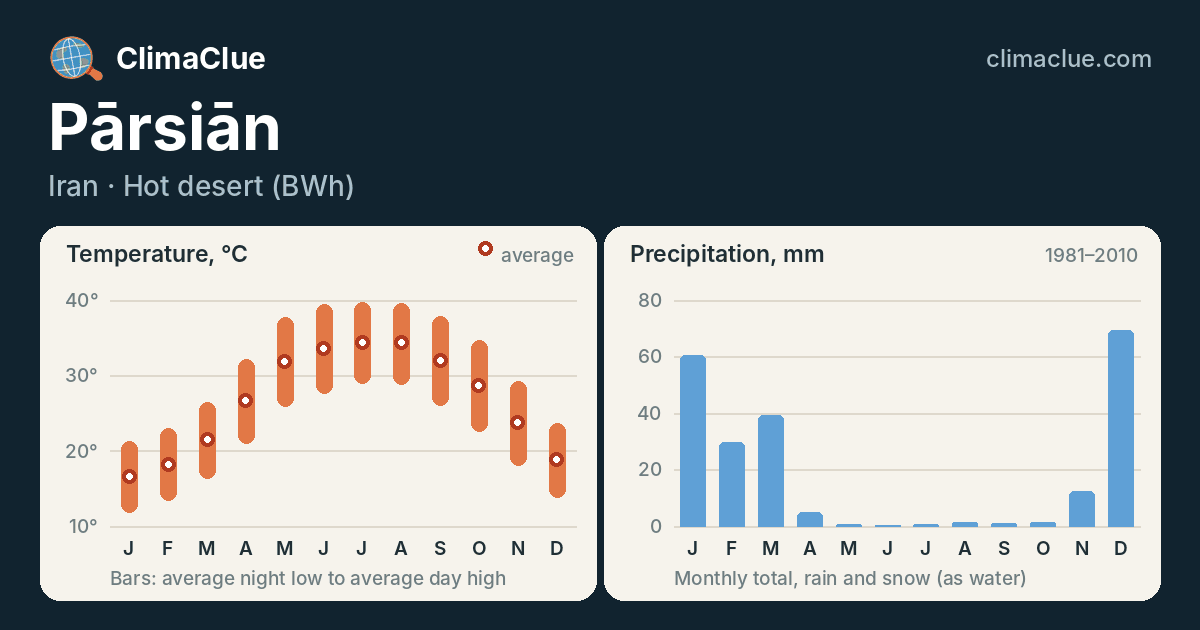 ClimaClue
climaclue.com
Pārsiān
Iran · Hot desert (BWh)
Temperature, °C
average
40°
30°
20°
10°
J F M A M J J A S O N D
Bars: average night low to average day high
Precipitation, mm
1981–2010
80
60
40
20
0
J F M A M J J A S O N D
Monthly total, rain and snow (as water)